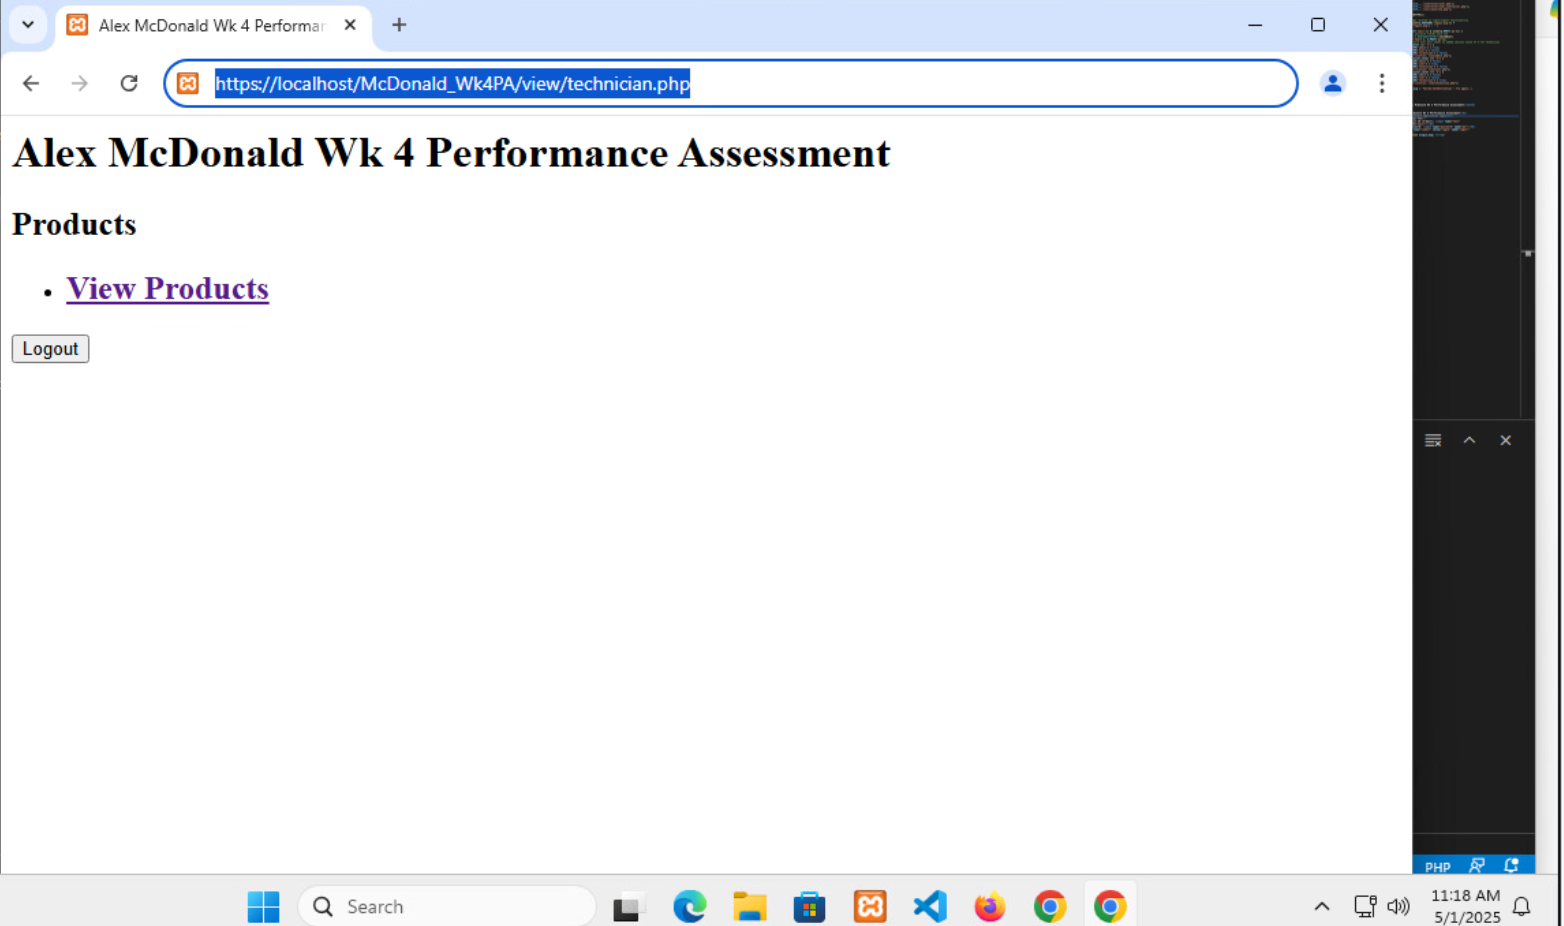 Alex McDonald Wk 4 Performar
https://localhost/McDonald_Wk4PA/view/technician.php
Alex McDonald Wk 4 Performance Assessment
Products
View Products
Logout
PHP
Search
11:18 AM
5/1/2025